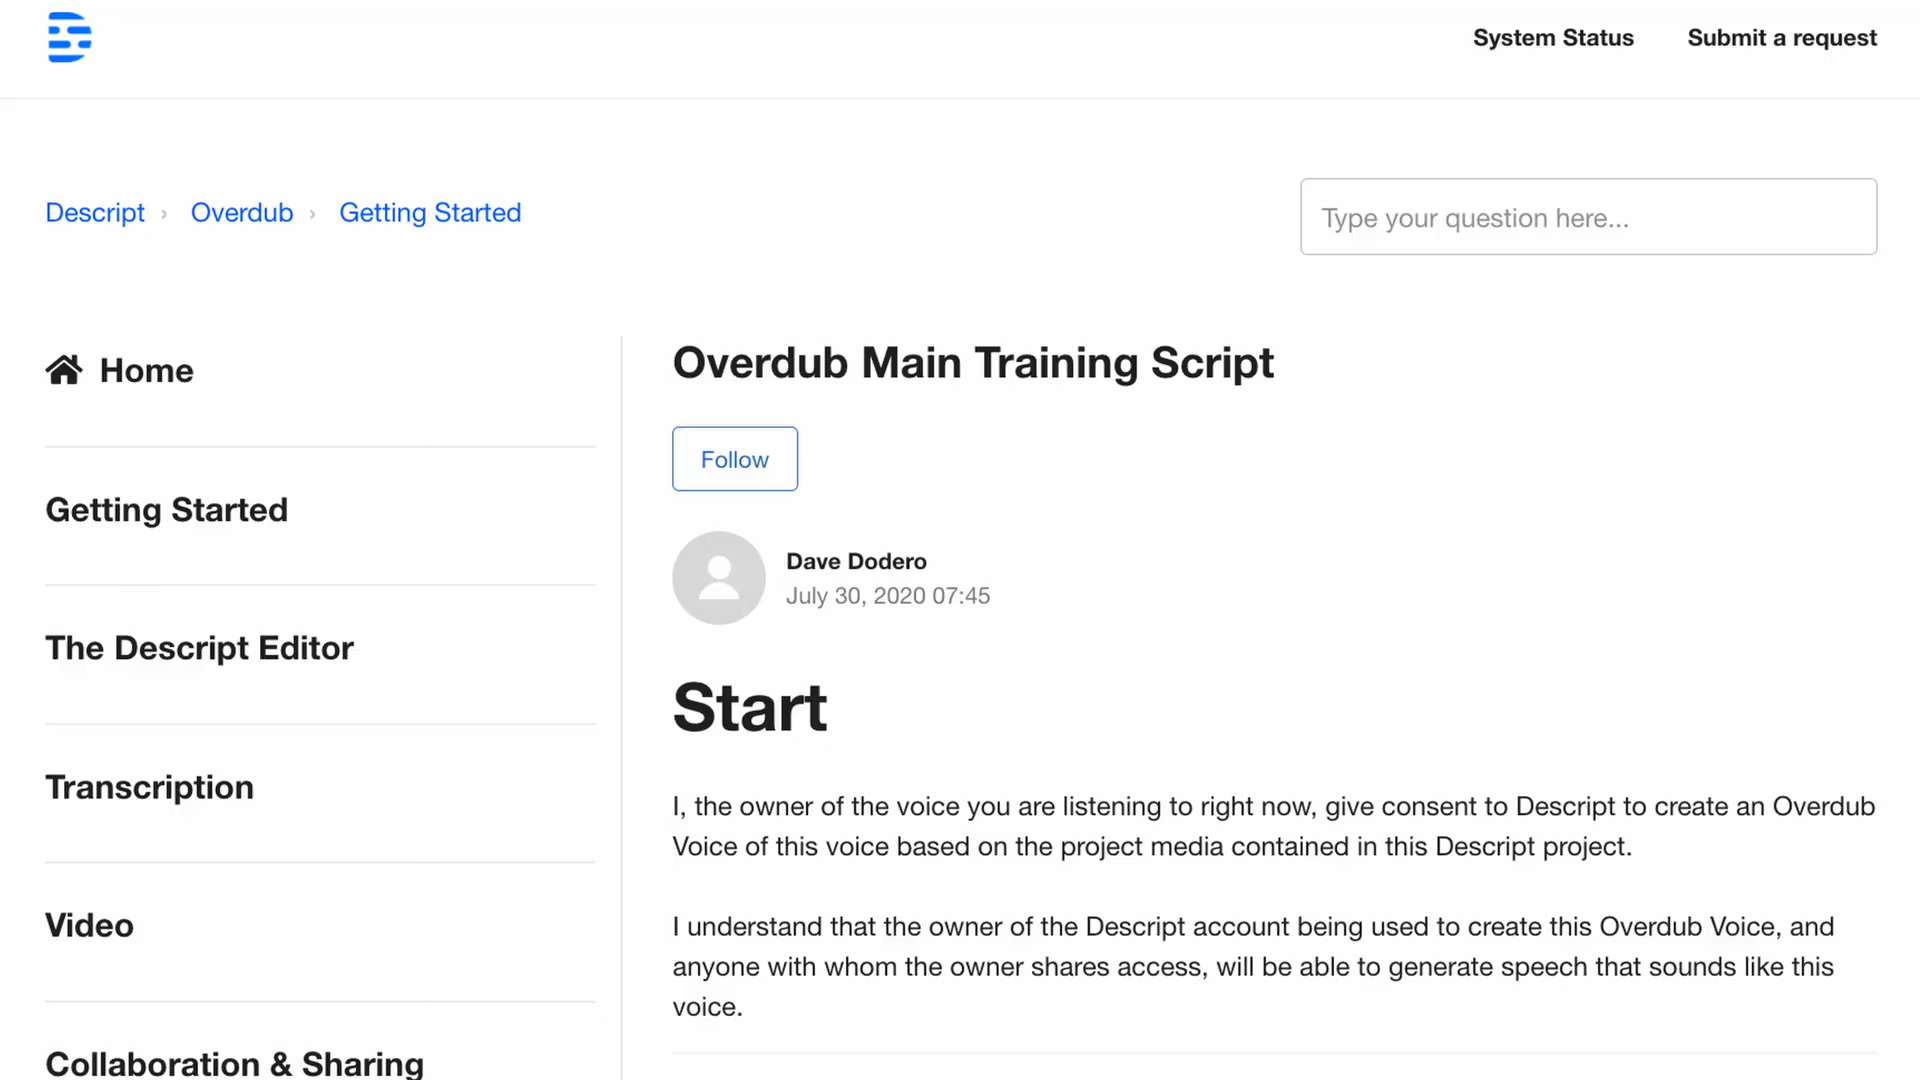 System Status
Submit a request
Descript › Overdub › Getting Started
Type your question here...
Home
Getting Started
The Descript Editor
Transcription
Video
Collaboration & Sharing
Overdub Main Training Script
Follow
Dave Dodero
July 30, 2020 07:45
Start
I, the owner of the voice you are listening to right now, give consent to Descript to create an Overdub
Voice of this voice based on the project media contained in this Descript project.
I understand that the owner of the Descript account being used to create this Overdub Voice, and
anyone with whom the owner shares access, will be able to generate speech that sounds like this
voice.